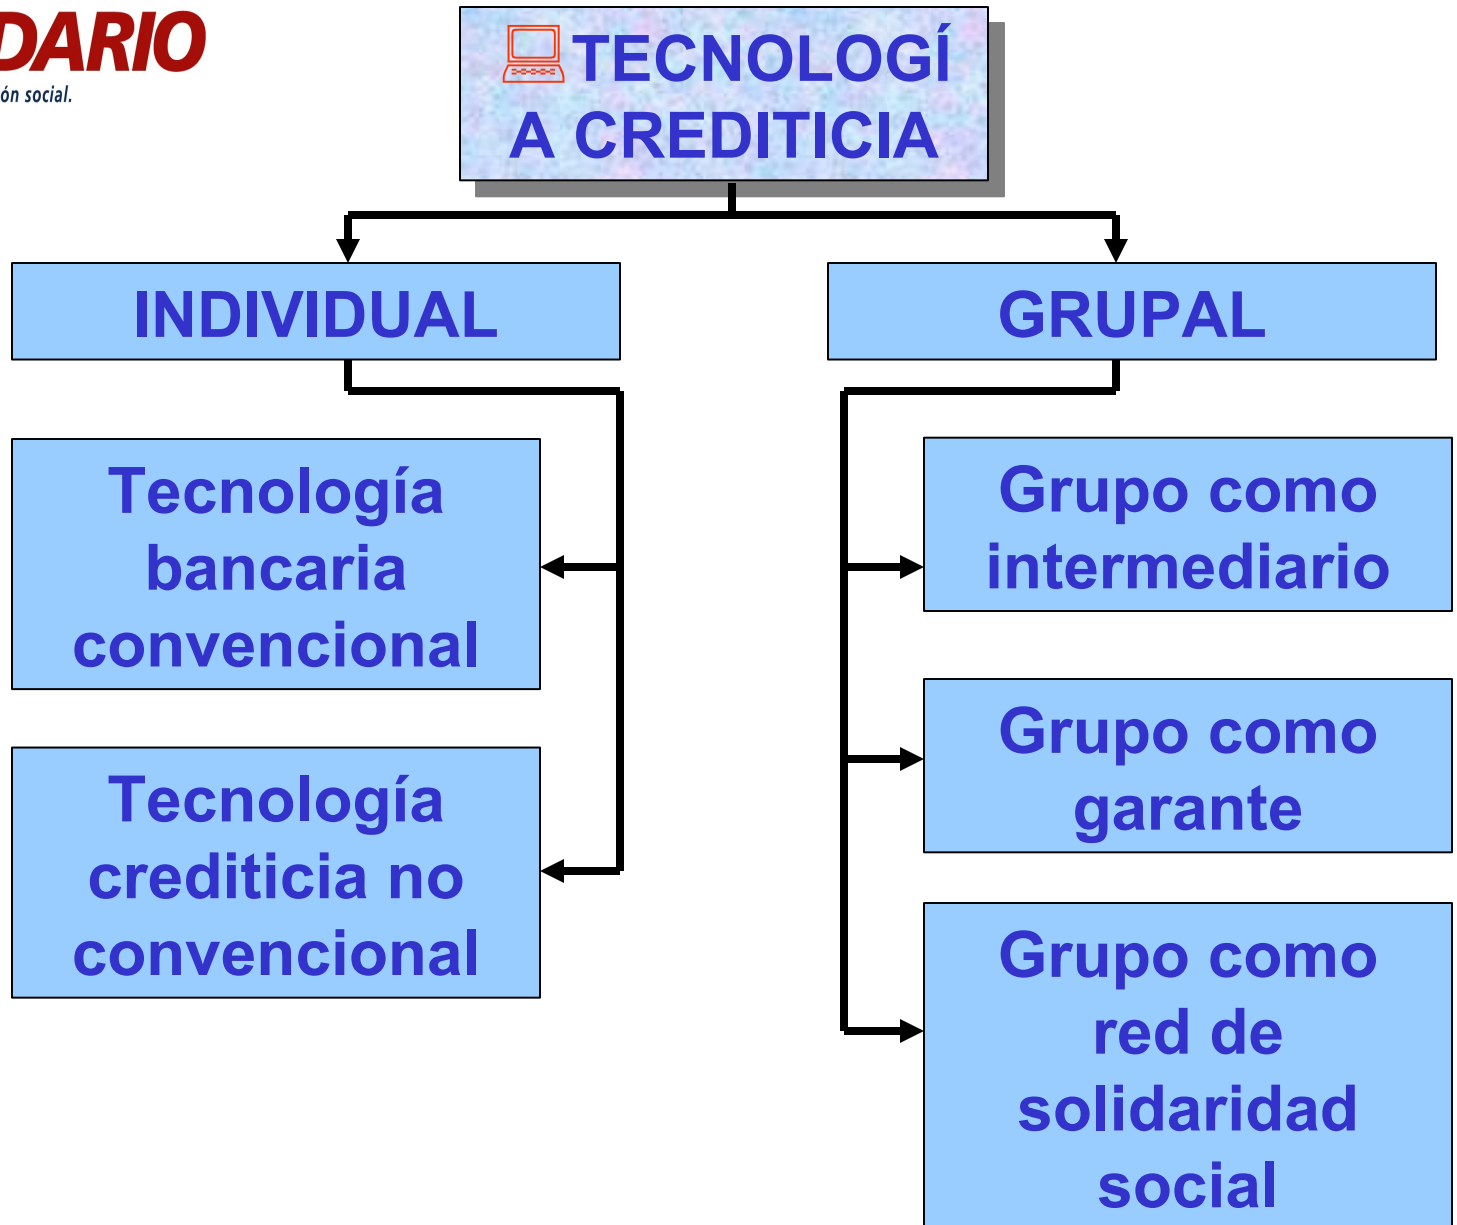 DARIO
ón social.
TECNOLOGÍ
A CREDITICIA
INDIVIDUAL
GRUPAL
Tecnología
bancaria
convencional
Tecnología
crediticia no
convencional
Grupo como
intermediario
Grupo como
garante
Grupo como
red de
solidaridad
social